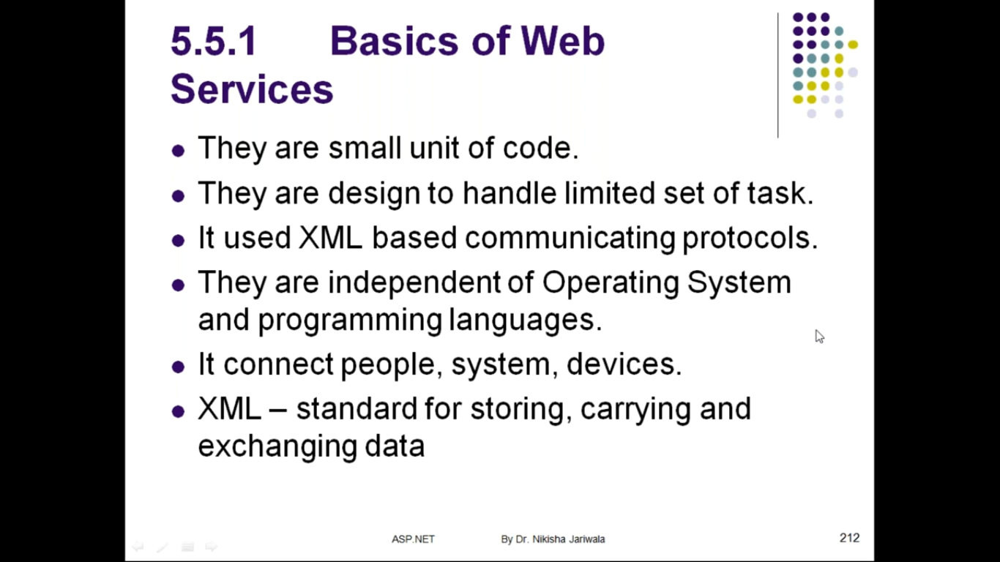 5.5.1 Basics of Web
Services
They are small unit of code.
They are design to handle limited set of task.
It used XML based communicating protocols.
They are independent of Operating System
and programming languages.
It connect people, system, devices.
XML – standard for storing, carrying and
exchanging data
ASP.NET By Dr. Nikisha Jariwala 212